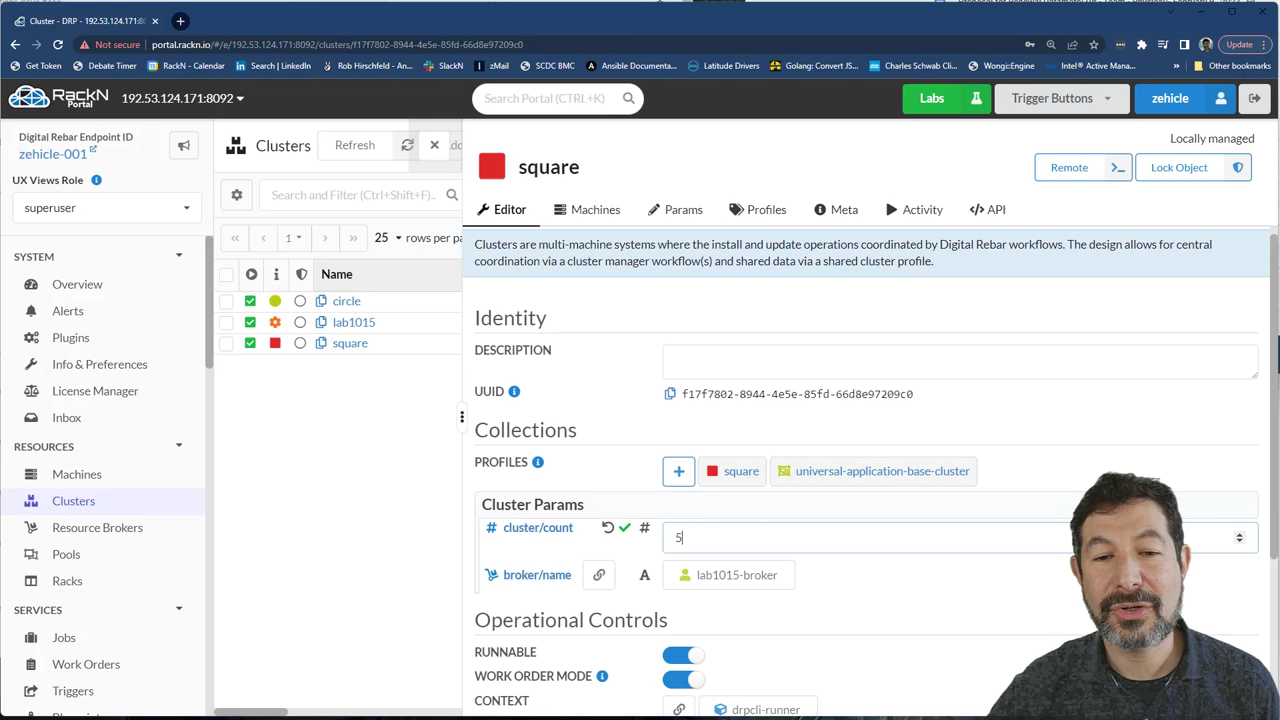 Cluster - DRP - 192.53.124.171:8
Not secure
portal.rackn.io/#/e/192.53.124.171:8092/clusters/f17f7802-8944-4e5e-85fd-66d8e97209c0
Update
Get Token
Debate Timer
RackN - Calendar
Search | LinkedIn
Rob Hirschfeld - An...
SlackN
zMail
SCDC BMC
Ansible Documenta...
Latitude Drivers
Golang: Convert JS...
Charles Schwab Cli...
Wongi::Engine
Intel® Active Mana...
»
Other bookmarks
RackN
Portal
192.53.124.171:8092
Search Portal (CTRL+K)
Labs
Trigger Buttons
zehicle
Digital Rebar Endpoint ID
zehicle-001
UX Views Role
superuser
SYSTEM
Overview
Alerts
Plugins
Info & Preferences
License Manager
Inbox
RESOURCES
Machines
Clusters
Resource Brokers
Pools
Racks
SERVICES
Jobs
Work Orders
Triggers
Clusters
Refresh
Search and Filter (Ctrl+Shift+F)..
1
25
rows per pa
Name
circle
lab1015
square
Locally managed
square
Remote
Lock Object
Editor
Machines
Params
Profiles
Meta
Activity
API
Clusters are multi-machine systems where the install and update operations coordinated by Digital Rebar workflows. The design allows for central
coordination via a cluster manager workflow(s) and shared data via a shared cluster profile.
Identity
DESCRIPTION
UUID
f17f7802-8944-4e5e-85fd-66d8e97209c0
Collections
PROFILES
square
universal-application-base-cluster
Cluster Params
# cluster/count
#
5
broker/name
A
lab1015-broker
Operational Controls
RUNNABLE
WORK ORDER MODE
CONTEXT
drpcli-runner